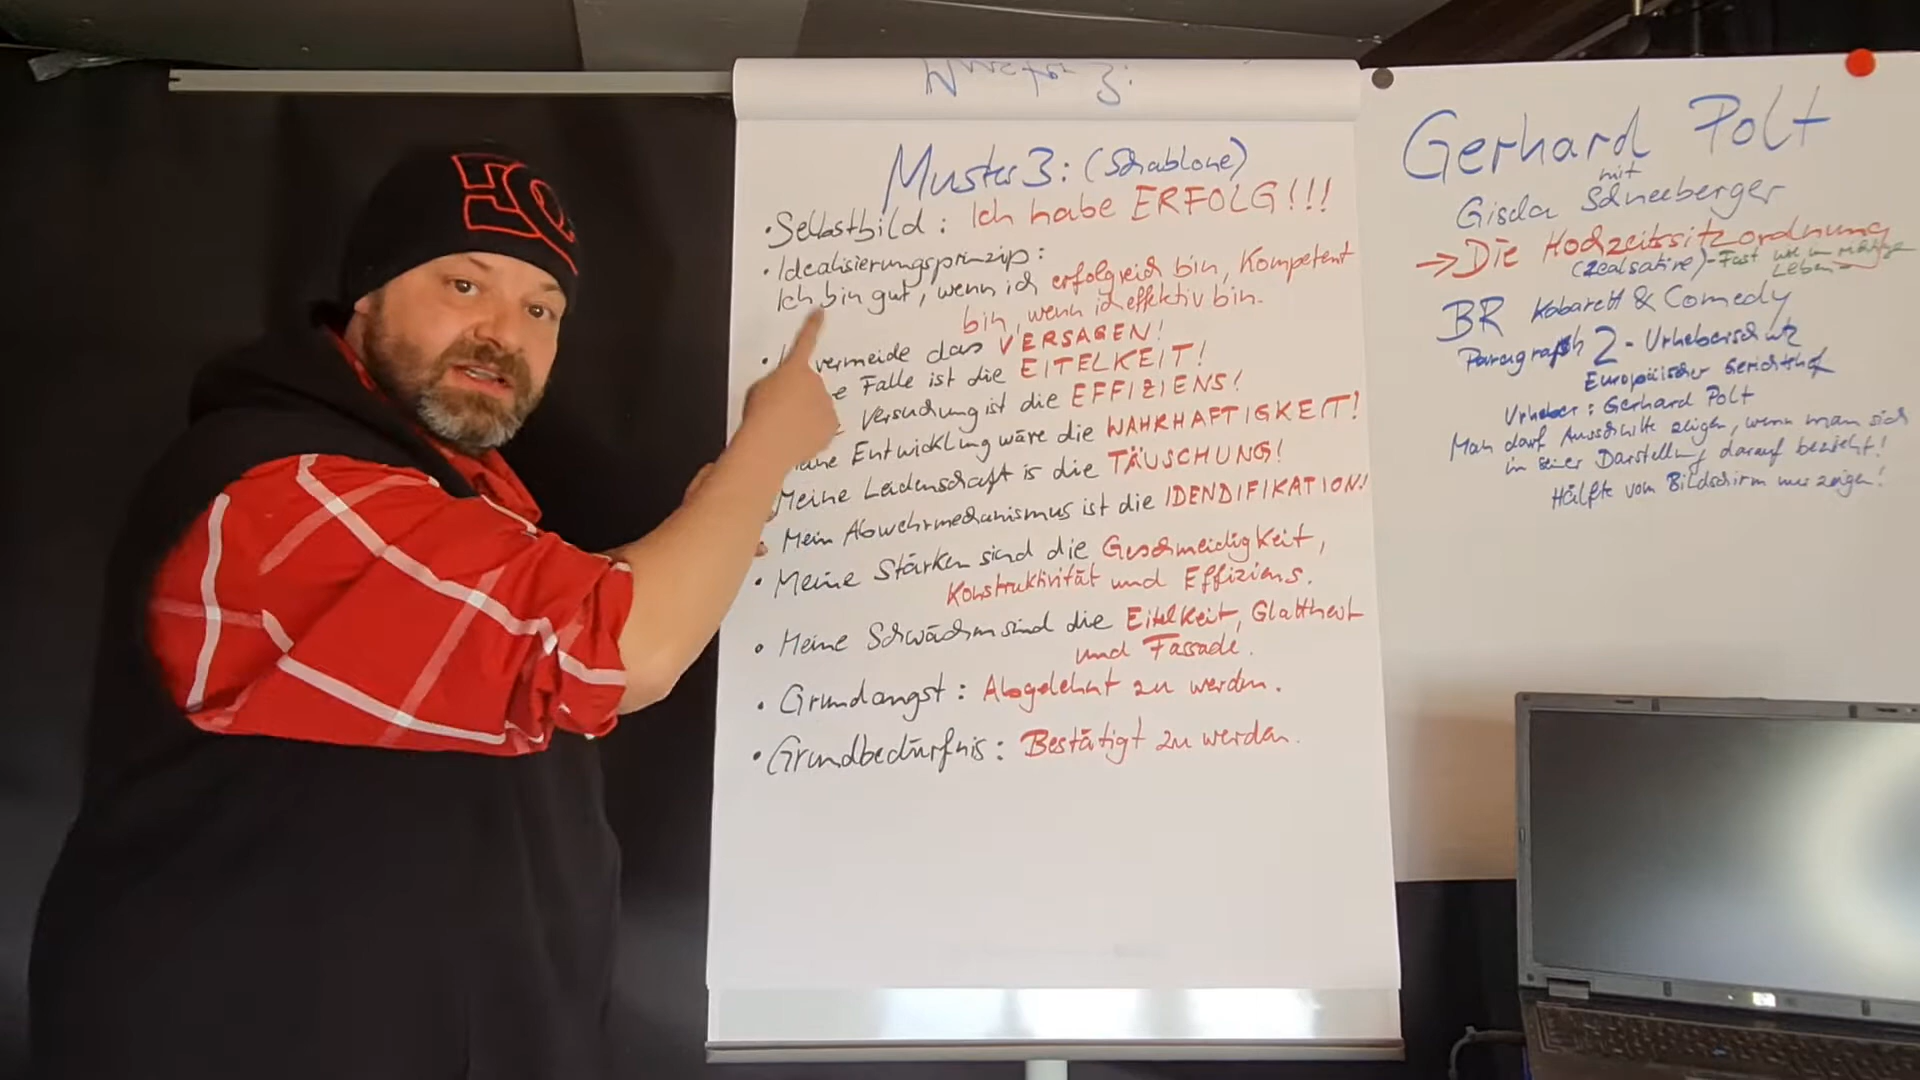 Muster 3: (Schablone)
• Selbstbild: Ich habe ERFOLG!!!
• Idealisierungsprinzip:
Ich bin gut, wenn ich erfolgreich bin, Kompetent
bin, wenn ich effektiv bin.
• vermeide das VERSAGEN!
Falle ist die EITELKEIT!
Versuchung ist die EFFIZIENS!
Entwicklung wäre die WAHRHAFTIGKEIT!
Meine Leidenschaft is die TÄUSCHUNG!
• Mein Abwehrmechanismus ist die IDENDIFIKATION!
• Meine Stärken sind die Geschmeidigkeit,
Konstruktivität und Effiziens.
• Meine Schwächen sind die Eitelkeit, Glattheit
und Fassade.
• Grundangst: Abgelehnt zu werden.
• Grundbedürfnis: Bestätigt zu werden.
Gerhard Polt
mit
Gisela Schneeberger
→ Die Hochzeitssitzordnung
(Realsatire) - Fast wie im richtigen
Leben -
BR Kabarett & Comedy
Paragraph 2 - Urheberschutz
Europäischer Gerichtshof
Urheber: Gerhard Polt
Man darf Ausschnitte zeigen, wenn man sich
in seiner Darstellung darauf bezieht!
Hälfte vom Bildschirm nur zeigen!